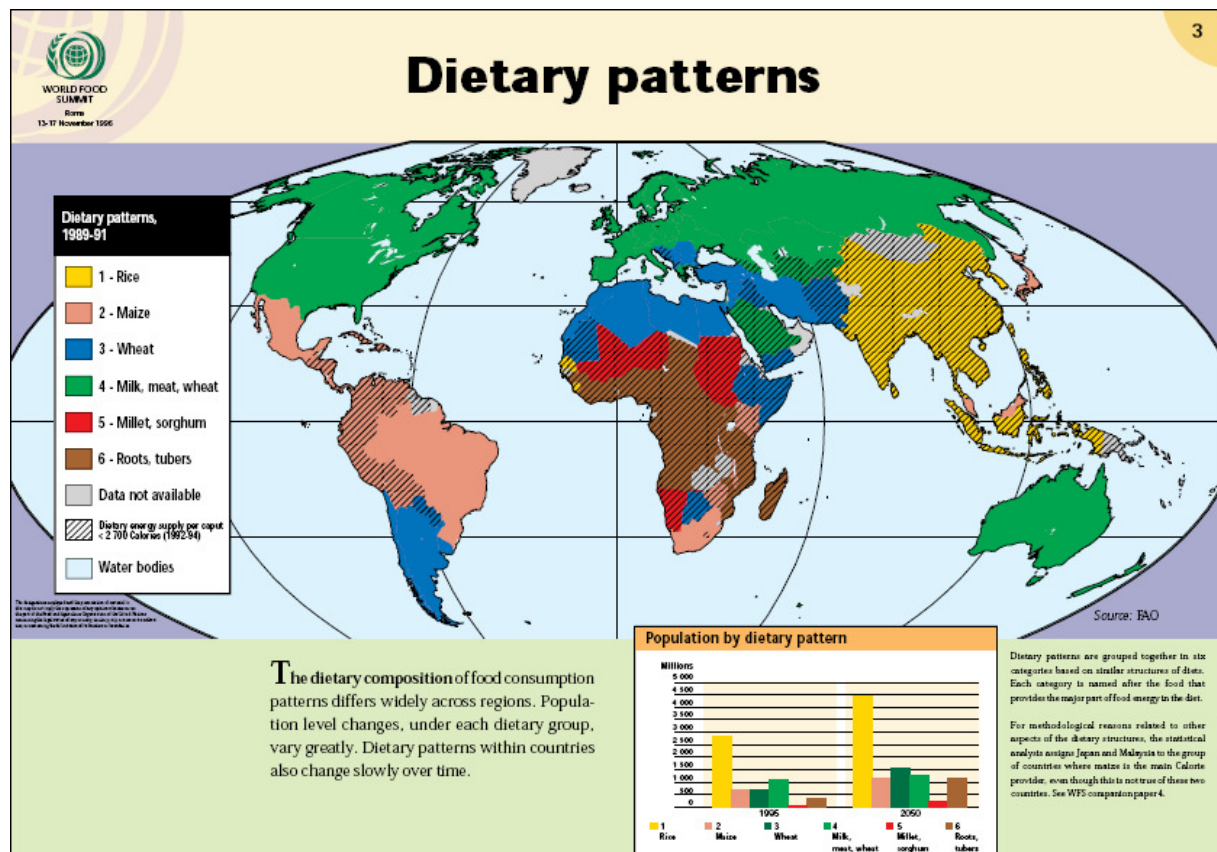 3
WORLD FOOD
SUMMIT
Rome
13-17 November 1996
Dietary patterns
Dietary patterns,
1989-91
1 - Rice
2 - Maize
3 - Wheat
4 - Milk, meat, wheat
5 - Millet, sorghum
6 - Roots, tubers
Data not available
Dietary energy supply per caput
< 2 700 Calories (1992-94)
Water bodies
Source: FAO
The dietary composition of food consumption
patterns differs widely across regions. Popula-
tion level changes, under each dietary group,
vary greatly. Dietary patterns within countries
also change slowly over time.
Population by dietary pattern
Millions
5 000
4 500
4 000
3 500
3 000
2 500
2 000
1 500
1 000
500
0
1995
2050
1
Rice
2
Maize
3
Wheat
4
Milk,
meat, wheat
5
Millet,
sorghum
6
Roots,
tubers
Dietary patterns are grouped together in six
categories based on similar structures of diets.
Each category is named after the food that
provides the major part of food energy in the diet.
For methodological reasons related to other
aspects of the dietary structures, the statistical
analysis assigns Japan and Malaysia to the group
of countries where maize is the main Calorie
provider, even though this is not true of these two
countries. See WFS companion paper 4.